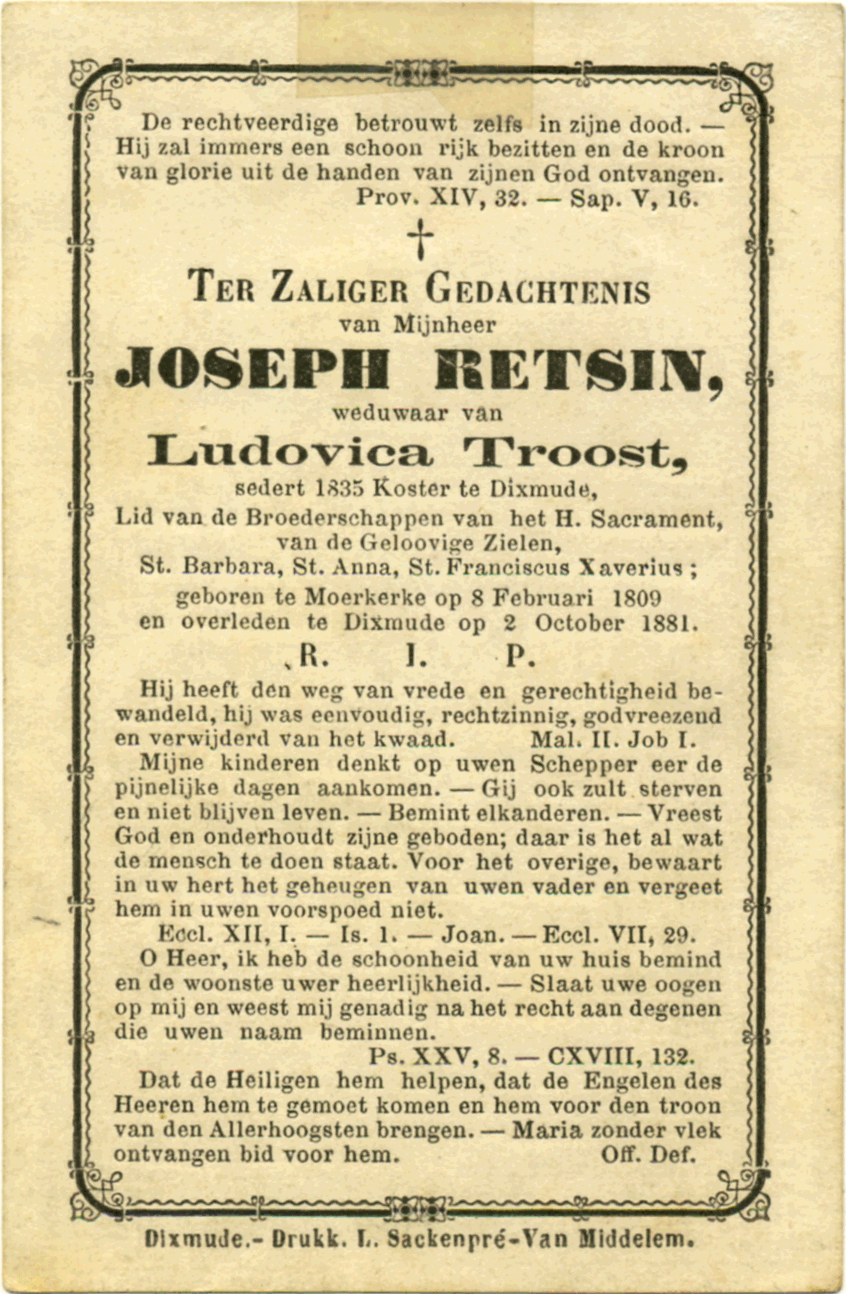 De rechtveerdige betrouwt zelfs in zijne dood. —
Hij zal immers een schoon rijk bezitten en de kroon
van glorie uit de handen van zijnen God ontvangen.
Prov. XIV, 32. — Sap. V, 16.
†
TER ZALIGER GEDACHTENIS
van Mijnheer
JOSEPH RETSIN,
weduwaar van
Ludovica Troost,
sedert 1835 Koster te Dixmude,
Lid van de Broederschappen van het H. Sacrament,
van de Geloovige Zielen,
St. Barbara, St. Anna, St. Franciscus Xaverius ;
geboren te Moerkerke op 8 Februari 1809
en overleden te Dixmude op 2 October 1881.
R. I. P.
Hij heeft den weg van vrede en gerechtigheid be-
wandeld, hij was eenvoudig, rechtzinnig, godvreezend
en verwijderd van het kwaad. Mal. II. Job I.
Mijne kinderen denkt op uwen Schepper eer de
pijnelijke dagen aankomen. — Gij ook zult sterven
en niet blijven leven. — Bemint elkanderen. — Vreest
God en onderhoudt zijne geboden; daar is het al wat
de mensch te doen staat. Voor het overige, bewaart
in uw hert het geheugen van uwen vader en vergeet
hem in uwen voorspoed niet.
Eccl. XII, I. — Is. 1. — Joan. — Eccl. VII, 29.
O Heer, ik heb de schoonheid van uw huis bemind
en de woonste uwer heerlijkheid. — Slaat uwe oogen
op mij en weest mij genadig na het recht aan degenen
die uwen naam beminnen.
Ps. XXV, 8. — CXVIII, 132.
Dat de Heiligen hem helpen, dat de Engelen des
Heeren hem te gemoet komen en hem voor den troon
van den Allerhoogsten brengen. — Maria zonder vlek
ontvangen bid voor hem. Off. Def.
Dixmude.- Drukk. L. Sackenpré-Van Middelem.